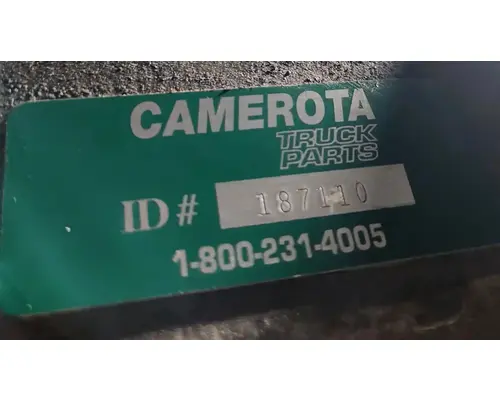 CAMEROTA
TRUCK
PARTS
ID# 187110
1-800-231-4005